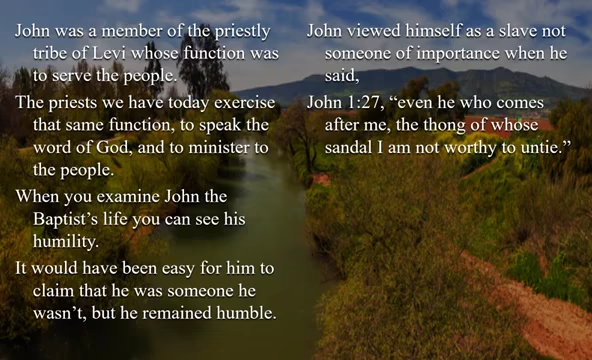 John was a member of the priestly
tribe of Levi whose function was
to serve the people.
The priests we have today exercise
that same function, to speak the
word of God, and to minister to
the people.
When you examine John the
Baptist’s life you can see his
humility.
It would have been easy for him to
claim that he was someone he
wasn’t, but he remained humble.
John viewed himself as a slave not
someone of importance when he
said,
John 1:27, “even he who comes
after me, the thong of whose
sandal I am not worthy to untie.”